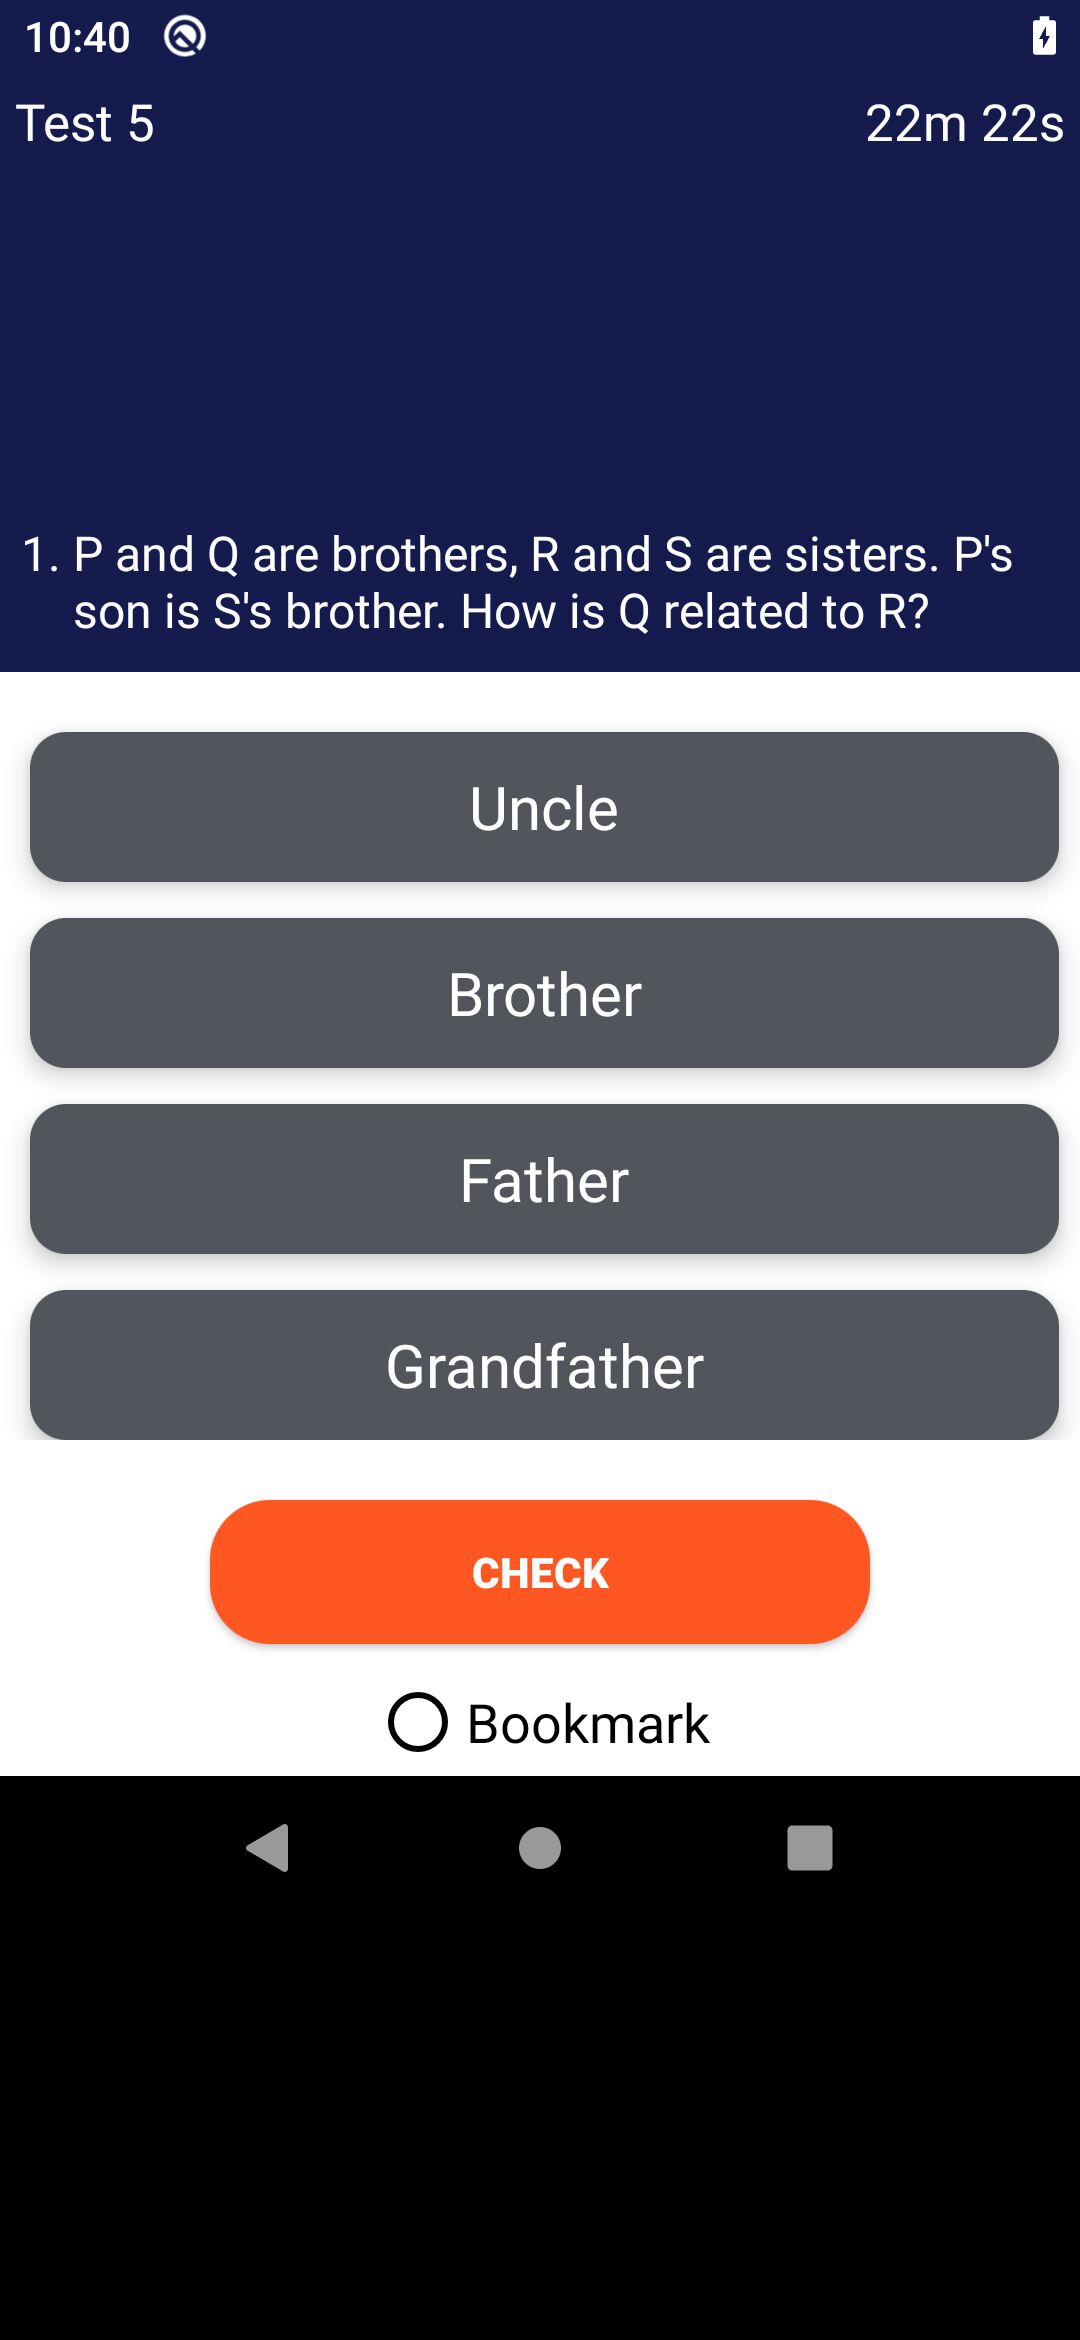 10:40
Test 5
22m 22s
1. P and Q are brothers, R and S are sisters. P's
son is S's brother. How is Q related to R?
Uncle
Brother
Father
Grandfather
CHECK
Bookmark